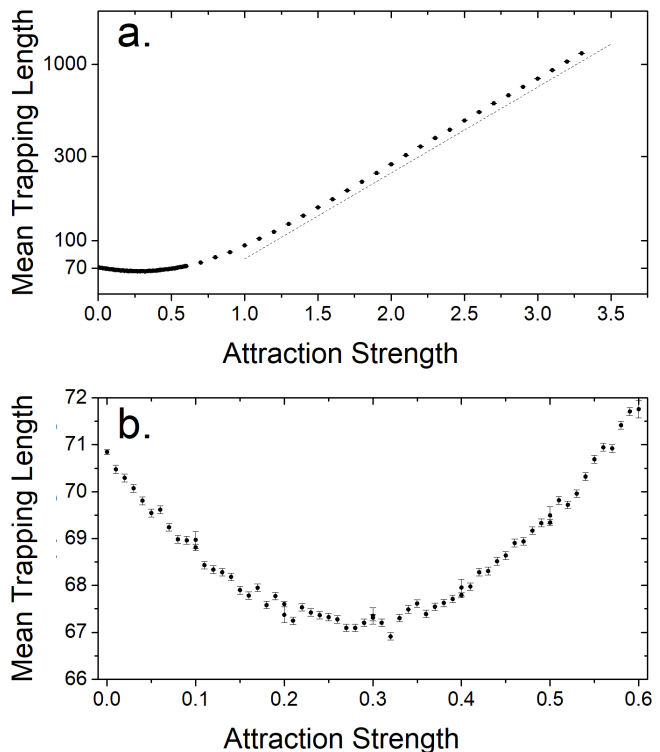 a.
Mean Trapping Length
1000
300
100
70
0.0 0.5 1.0 1.5 2.0 2.5 3.0 3.5
Attraction Strength
b.
Mean Trapping Length
72
71
70
69
68
67
66
0.0 0.1 0.2 0.3 0.4 0.5 0.6
Attraction Strength